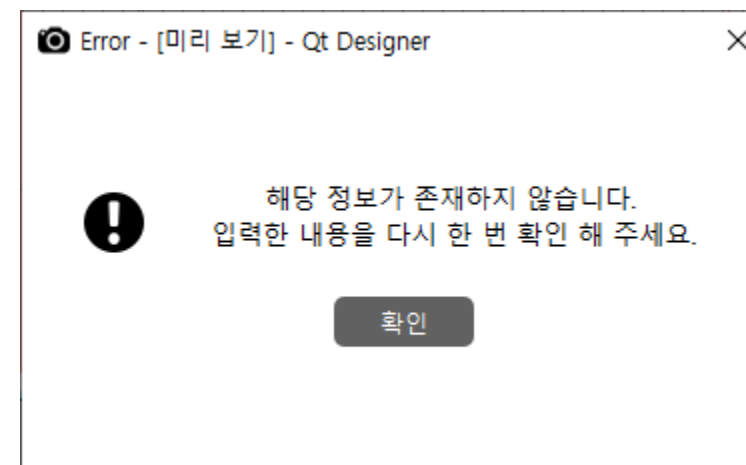 Error - [미리 보기] - Qt Designer
해당 정보가 존재하지 않습니다.
입력한 내용을 다시 한 번 확인 해 주세요.
확인